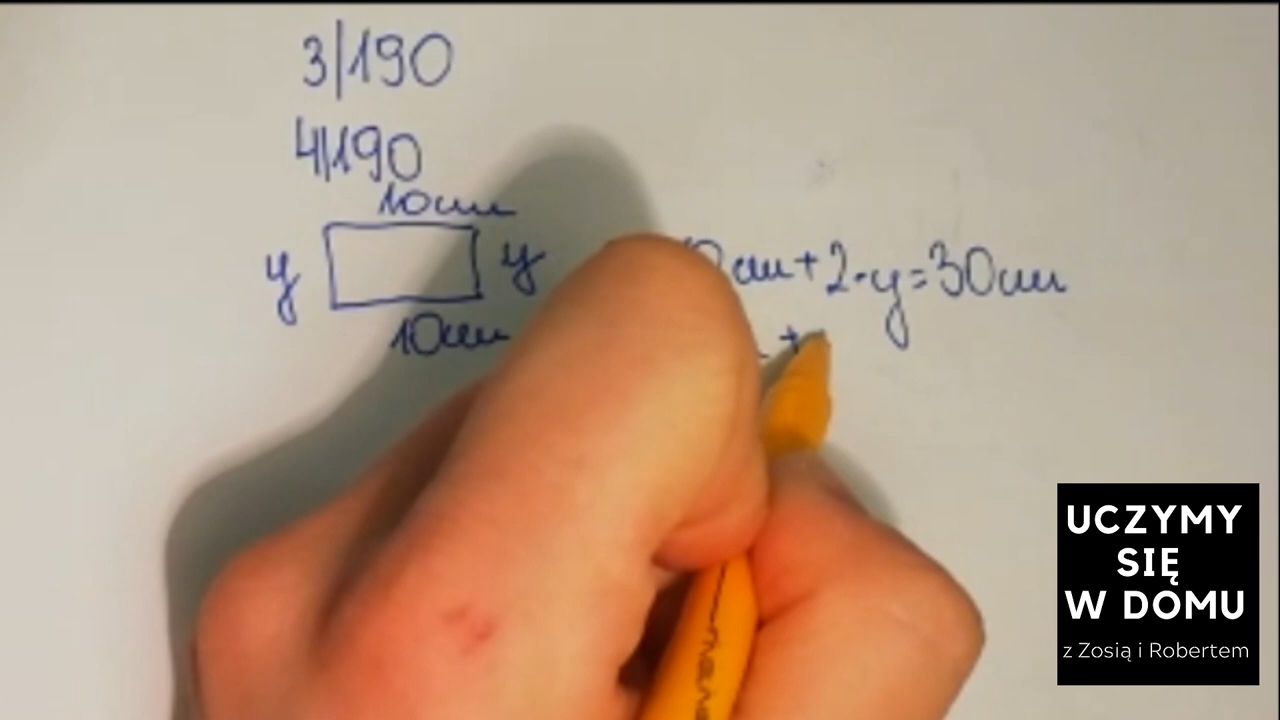 3|190
4|190
10cm
y y
10cm
cm+2·y=30cm
+
UCZYMY
SIĘ
W DOMU
z Zosią i Robertem